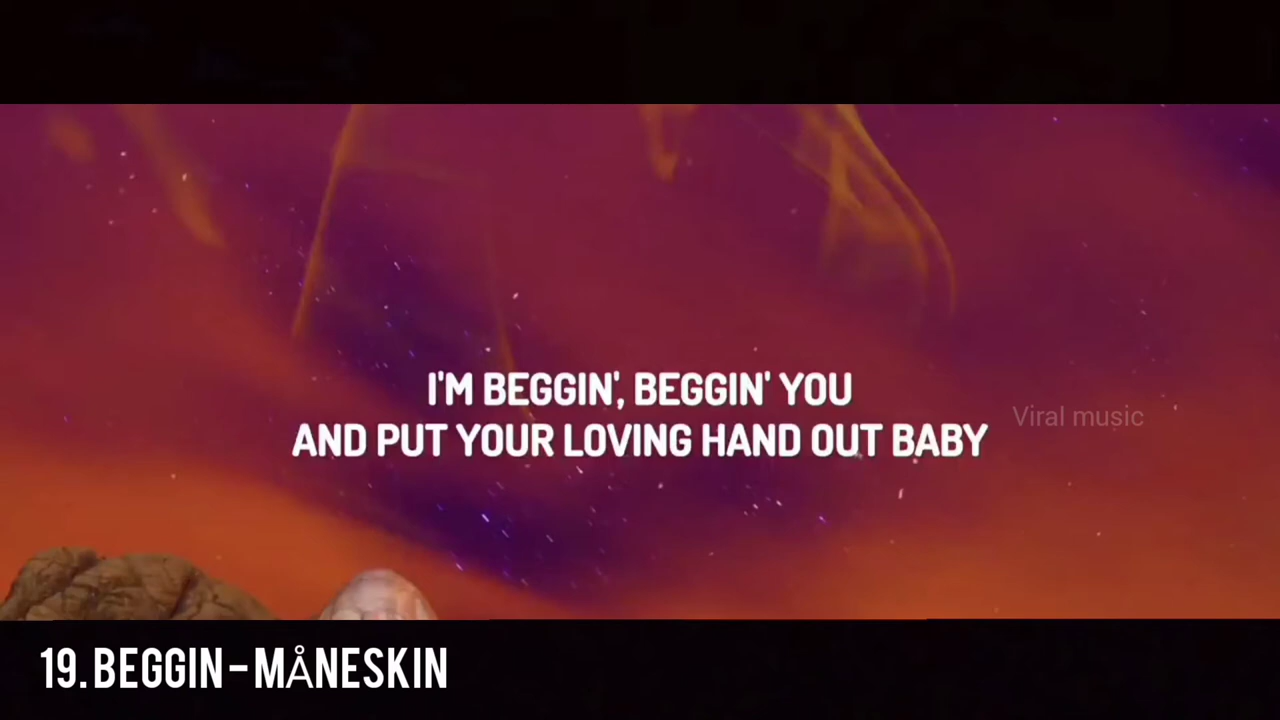 I'M BEGGIN', BEGGIN' YOU
AND PUT YOUR LOVING HAND OUT BABY
Viral music
19. BEGGIN - MÅNESKIN